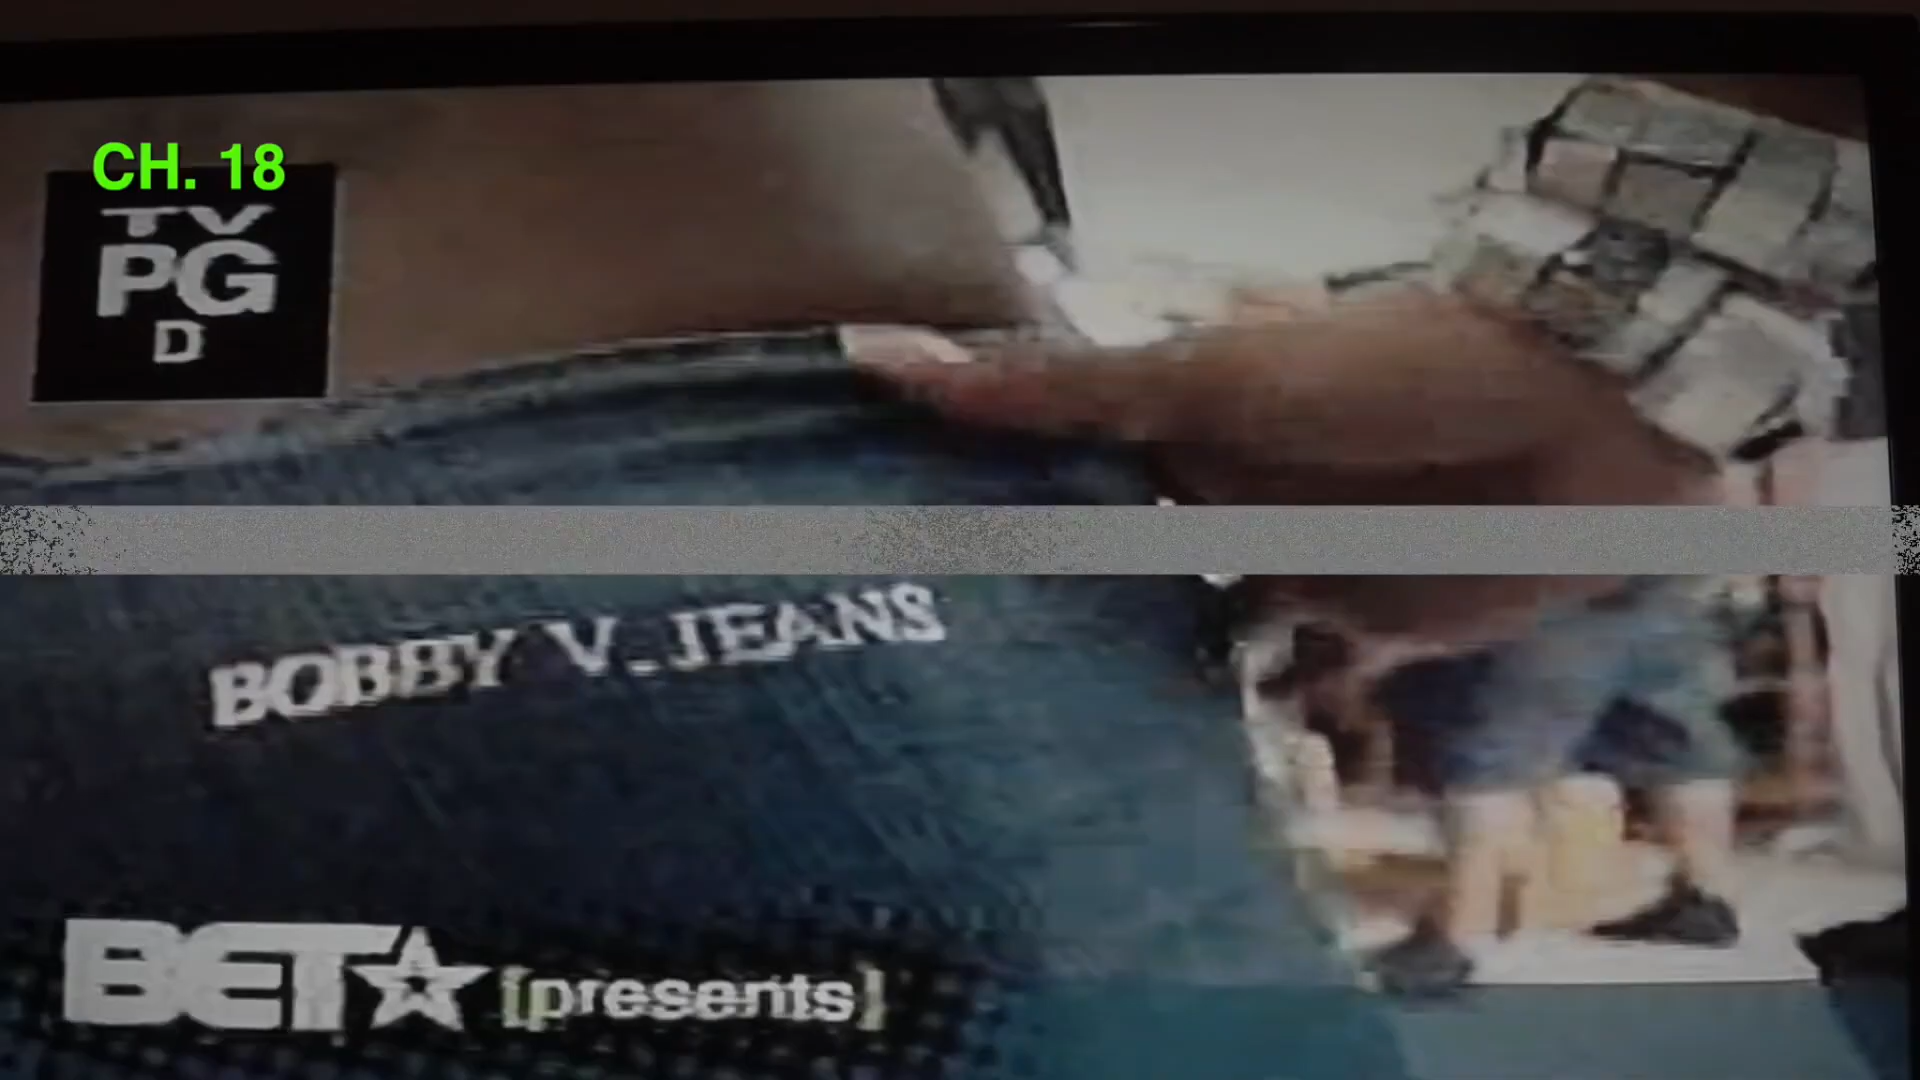 CH. 18
TV
PG
D
BOBBY V. JEANS
BET
[presents]